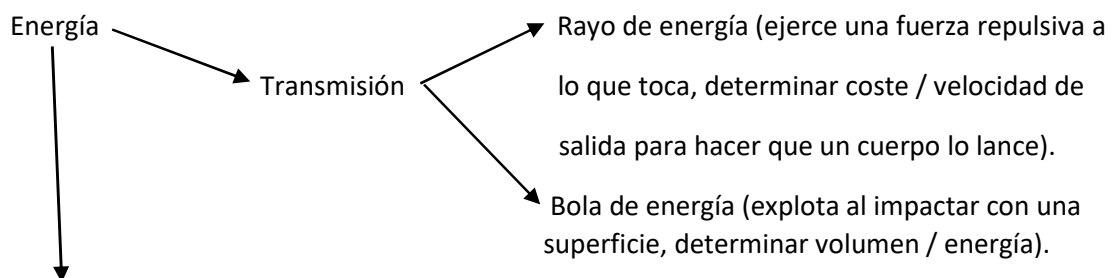 Energía
Transmisión
Rayo de energía (ejerce una fuerza repulsiva a
lo que toca, determinar coste / velocidad de
salida para hacer que un cuerpo lo lance).
Bola de energía (explota al impactar con una
superficie, determinar volumen / energía).